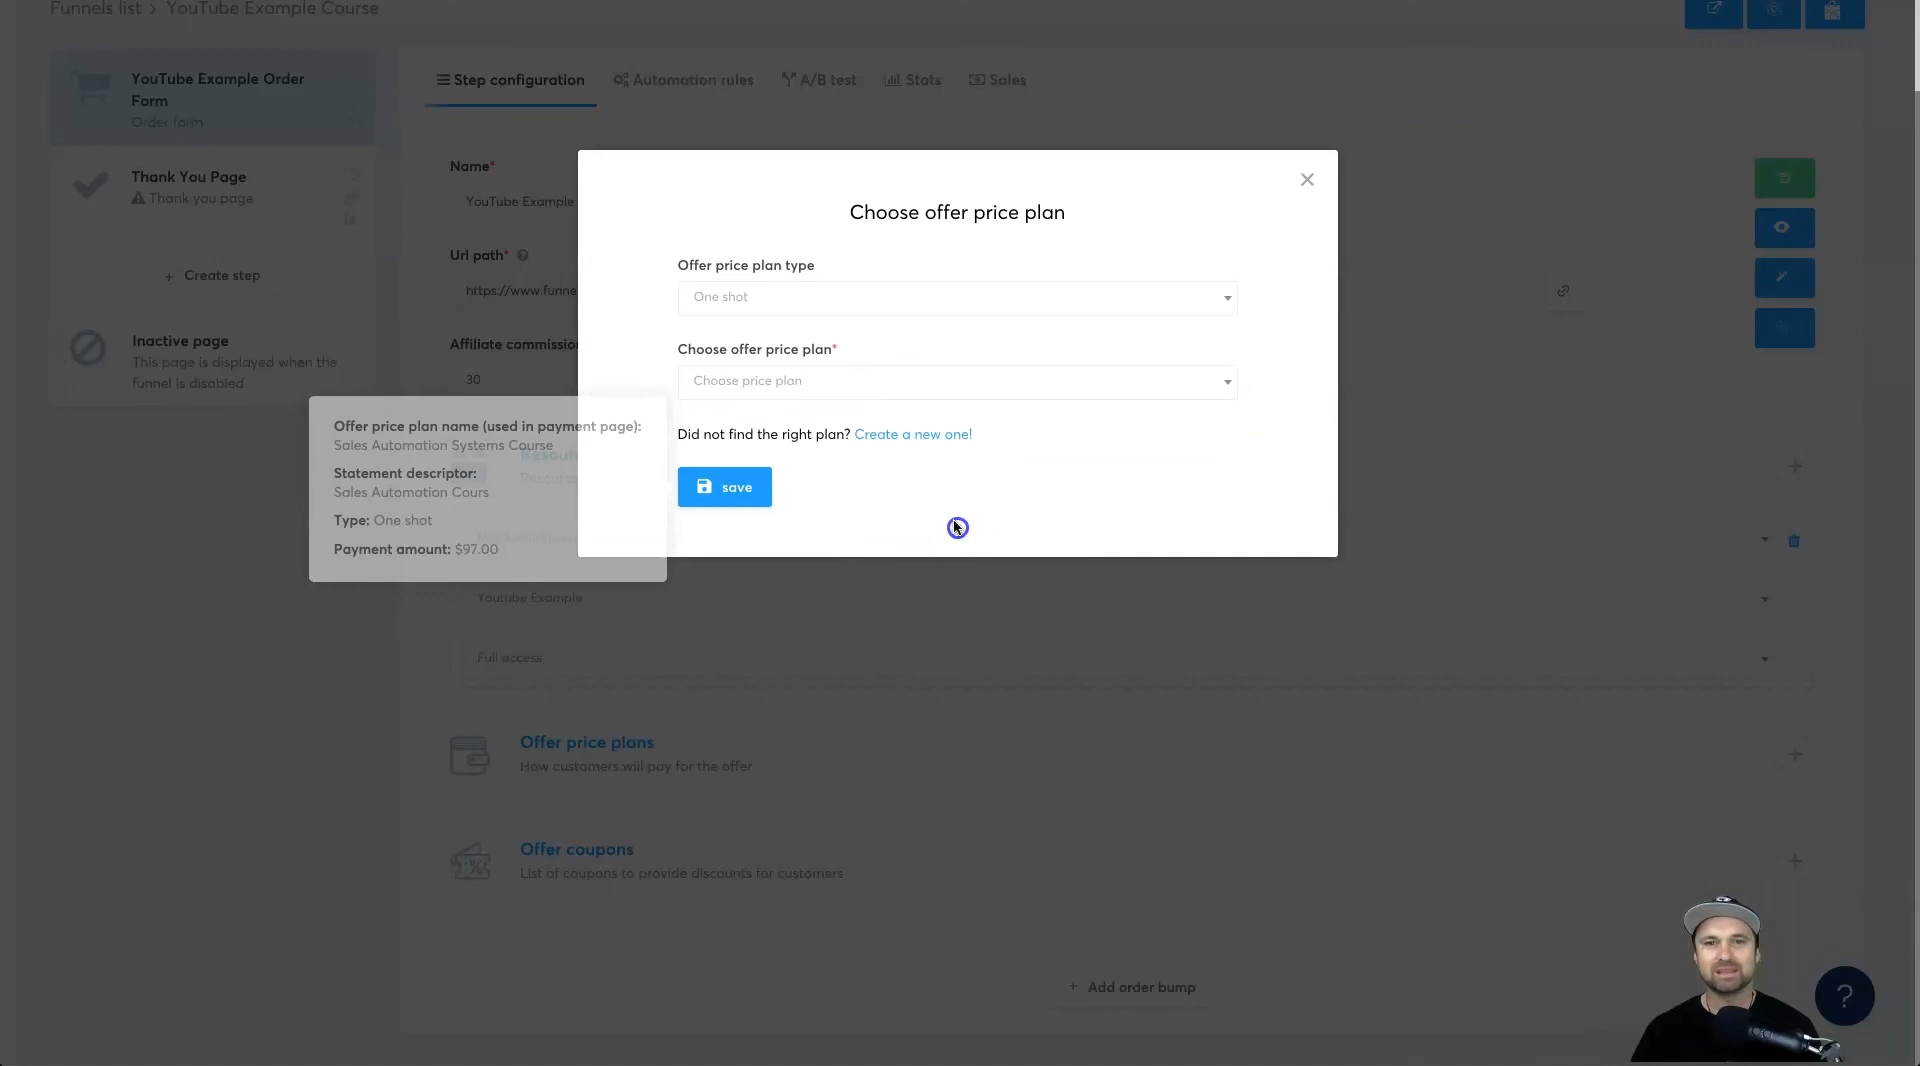 Funnels list > YouTube Example Course
YouTube Example Order
Form
Order form
Thank You Page
Thank you page
+ Create step
Inactive page
This page is displayed when the
funnel is disabled
Step configuration
Automation rules
A/B test
Stats
Sales
Name*
YouTube Example
Url path*
https://www.funne
Affiliate commission
30
Choose offer price plan
Offer price plan type
One shot
Choose offer price plan*
Choose price plan
Did not find the right plan? Create a new one!
save
Offer price plan name (used in payment page):
Sales Automation Systems Course
Statement descriptor:
Sales Automation Cours
Type: One shot
Payment amount: $97.00
Youtube Example
Full access
Offer price plans
How customers will pay for the offer
Offer coupons
List of coupons to provide discounts for customers
+ Add order bump
?